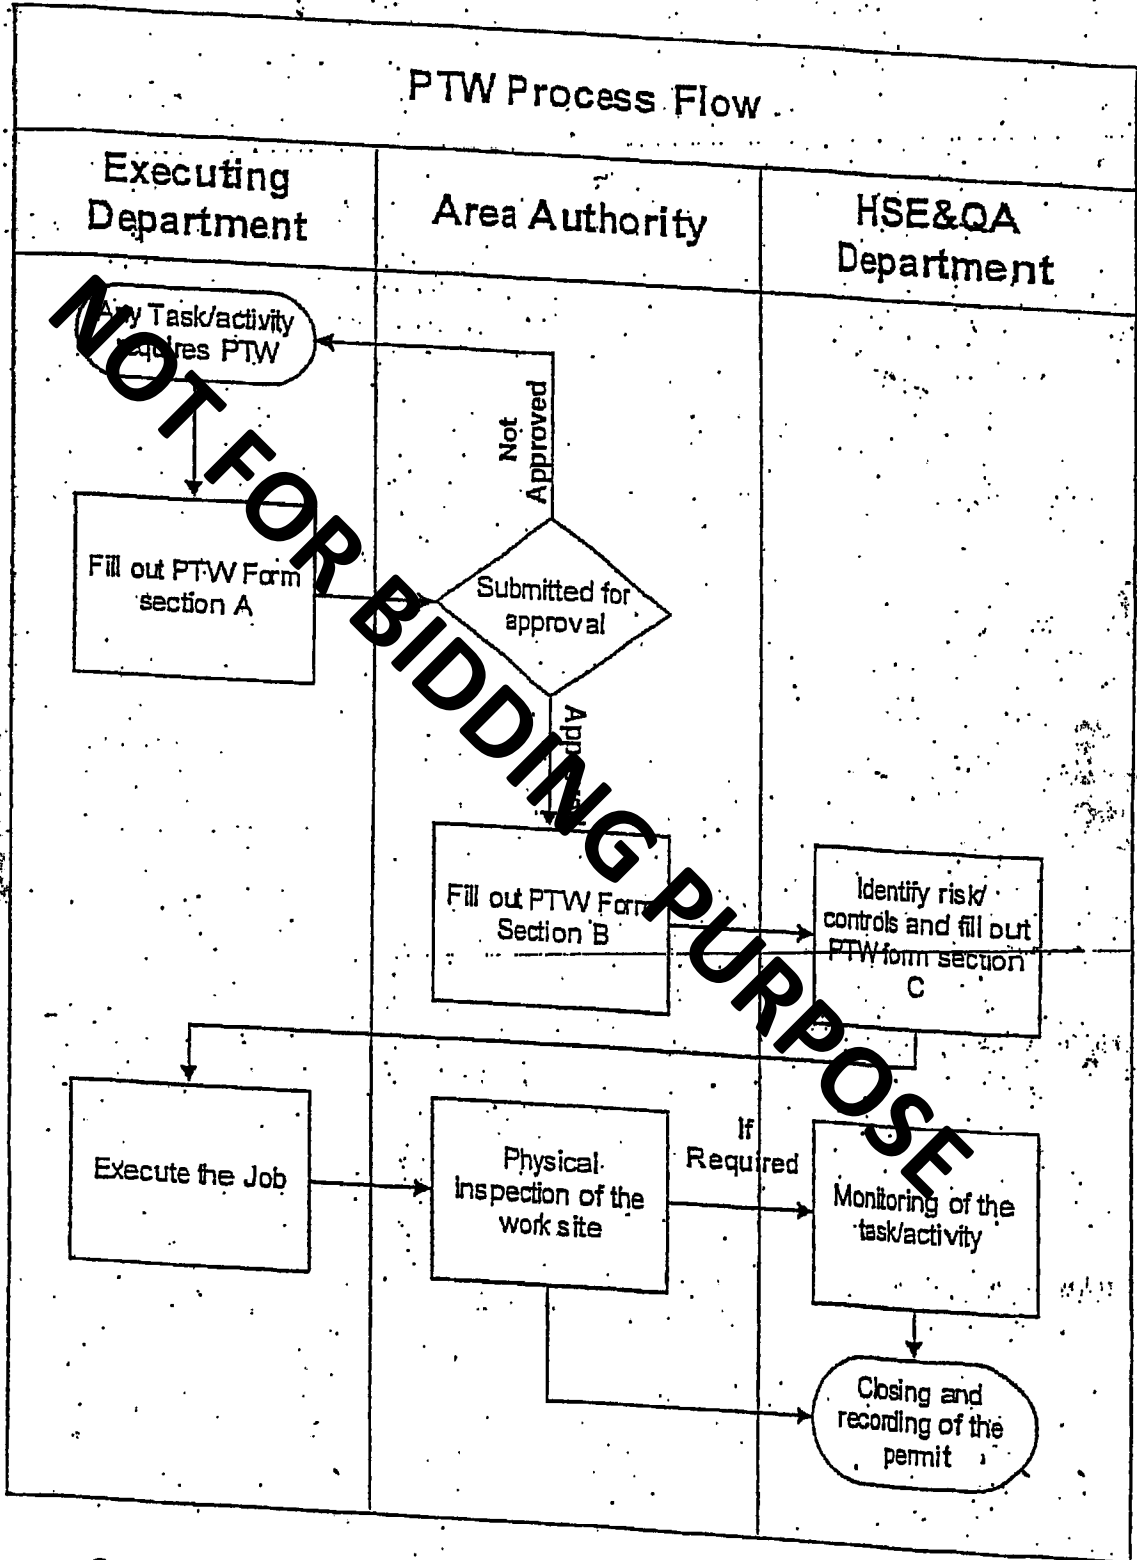 PTW Process Flow
Executing
Department
Area Authority
HSE&QA
Department
Any Task/activity
requires PTW
Not
Approved
Fill out PTW Form
section A
Submitted for
approval
Fill out PTW Form
Section B
Identify risk/
controls and fill out
PTW form section
C
Execute the Job
Physical
Inspection of the
work site
If
Required
Monitoring of the
task/activity
Closing and
recording of the
permit
NOT FOR BIDDING PURPOSE